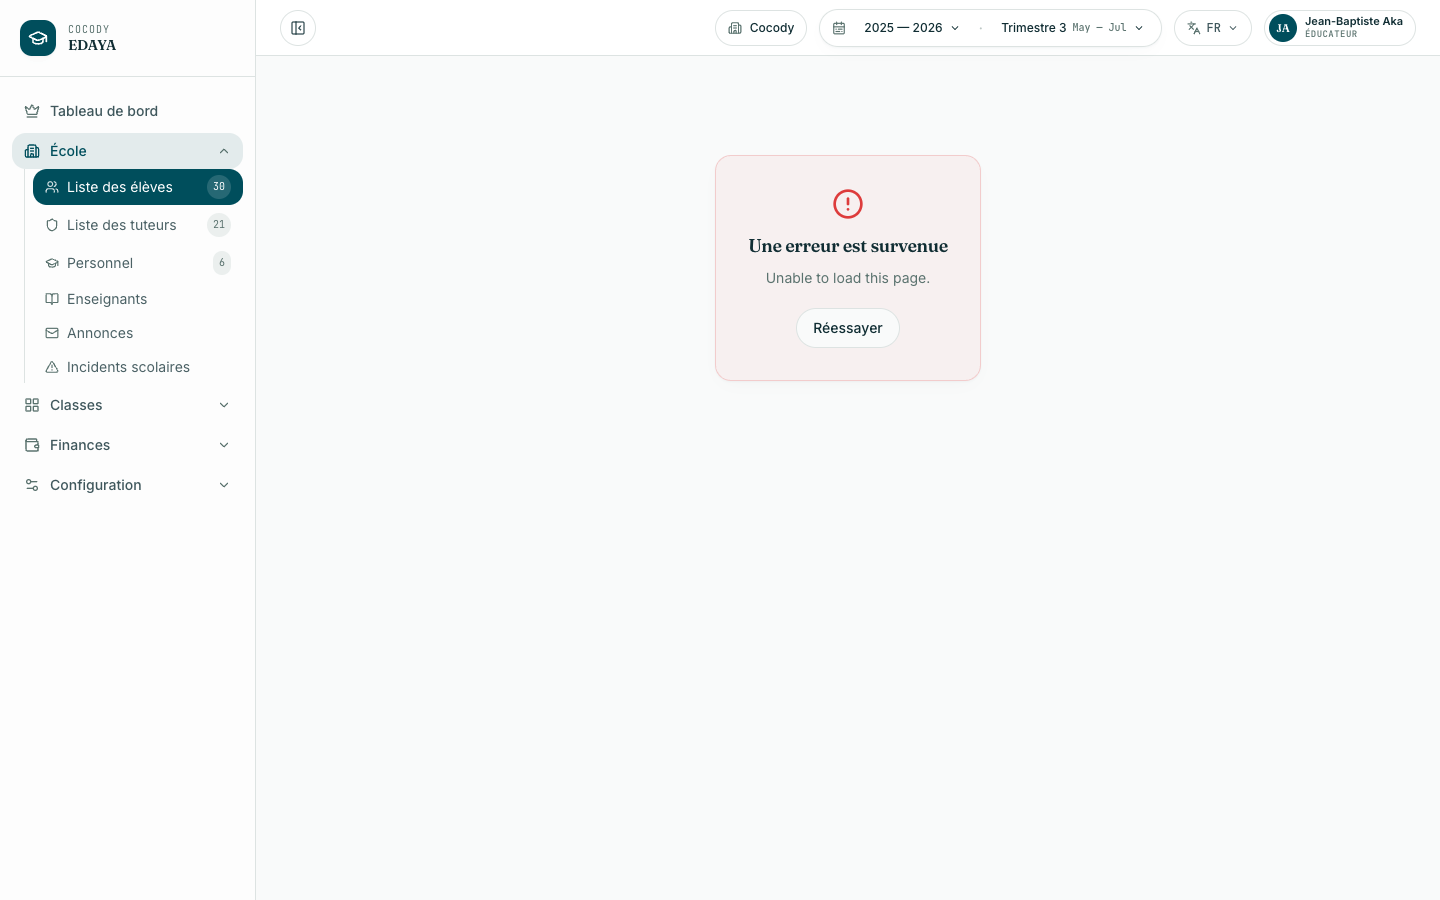 COCODY
EDAYA
Cocody
2025 — 2026
·
Trimestre 3 May — Jul
FR
JA
Jean-Baptiste Aka
ÉDUCATEUR
Tableau de bord
École
Liste des élèves 30
Liste des tuteurs 21
Personnel 6
Enseignants
Annonces
Incidents scolaires
Classes
Finances
Configuration
Une erreur est survenue
Unable to load this page.
Réessayer